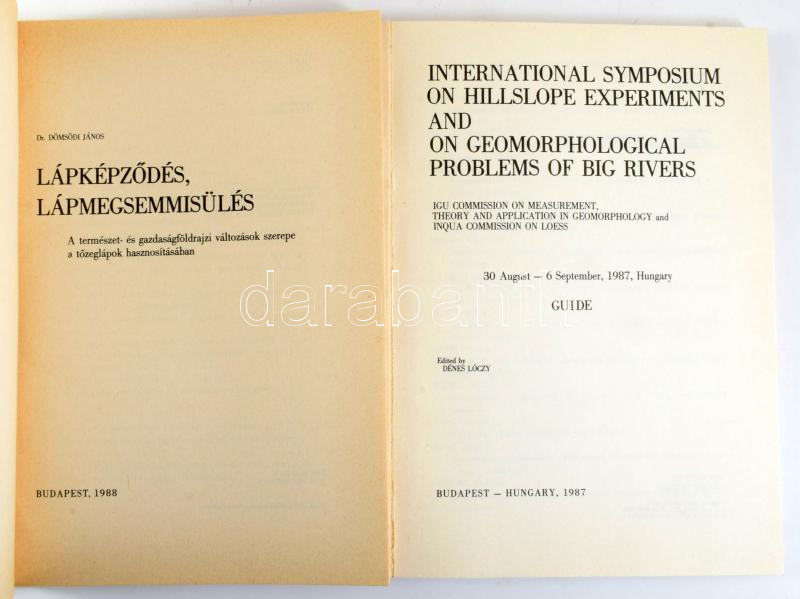 Dr. DÖMSÖDI JÁNOS
LÁPKÉPZŐDÉS,
LÁPMEGSEMMISÜLÉS
A természet- és gazdaságföldrajzi változások szerepe
a tőzeglápok hasznosításában
BUDAPEST, 1988
INTERNATIONAL SYMPOSIUM
ON HILLSLOPE EXPERIMENTS
AND
ON GEOMORPHOLOGICAL
PROBLEMS OF BIG RIVERS
IGU COMMISSION ON MEASUREMENT,
THEORY AND APPLICATION IN GEOMORPHOLOGY and
INQUA COMMISSION ON LOESS
30 August — 6 September, 1987, Hungary
GUIDE
Edited by
DÉNES LÓCZY
BUDAPEST — HUNGARY, 1987
darabanth